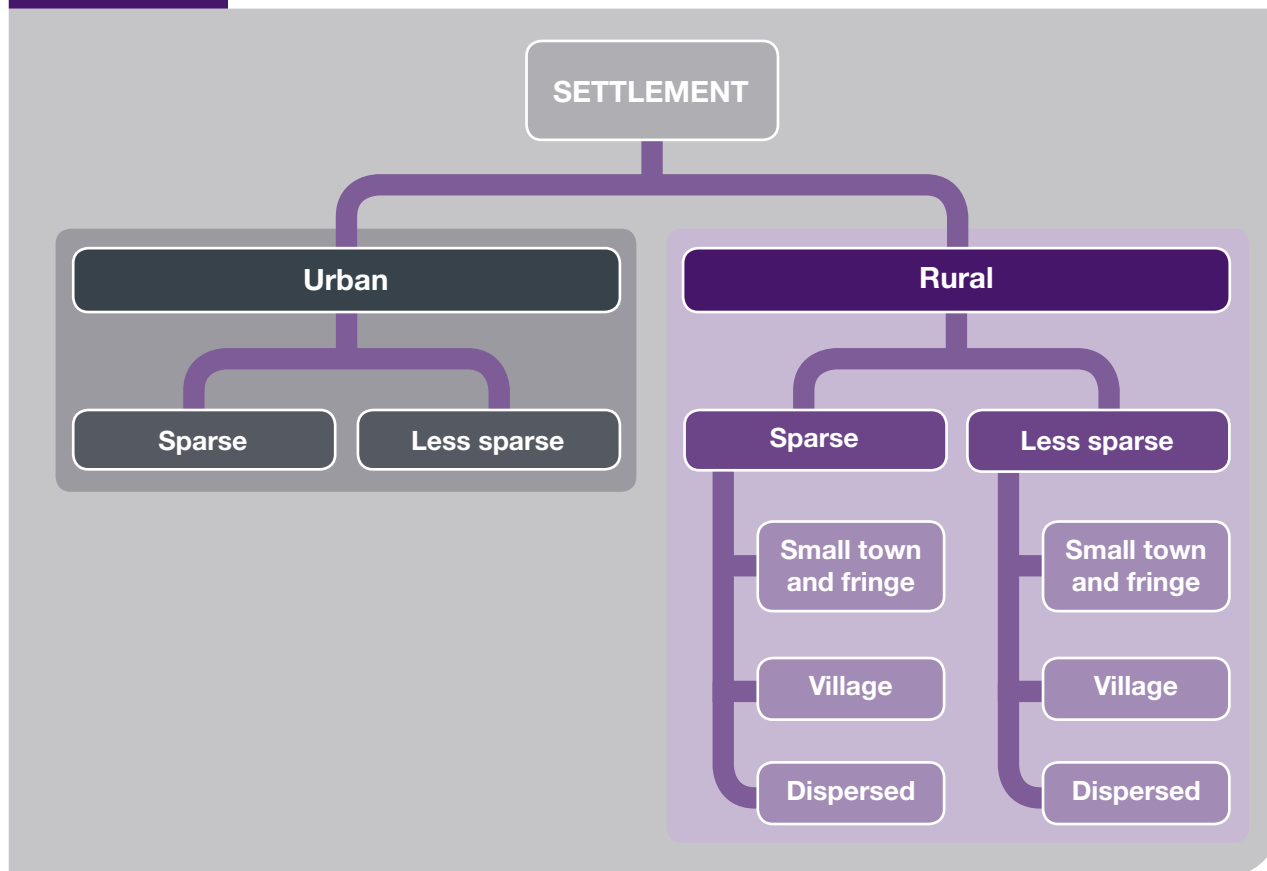 SETTLEMENT
Urban
Rural
Sparse
Less sparse
Sparse
Less sparse
Small town
and fringe
Village
Dispersed
Small town
and fringe
Village
Dispersed